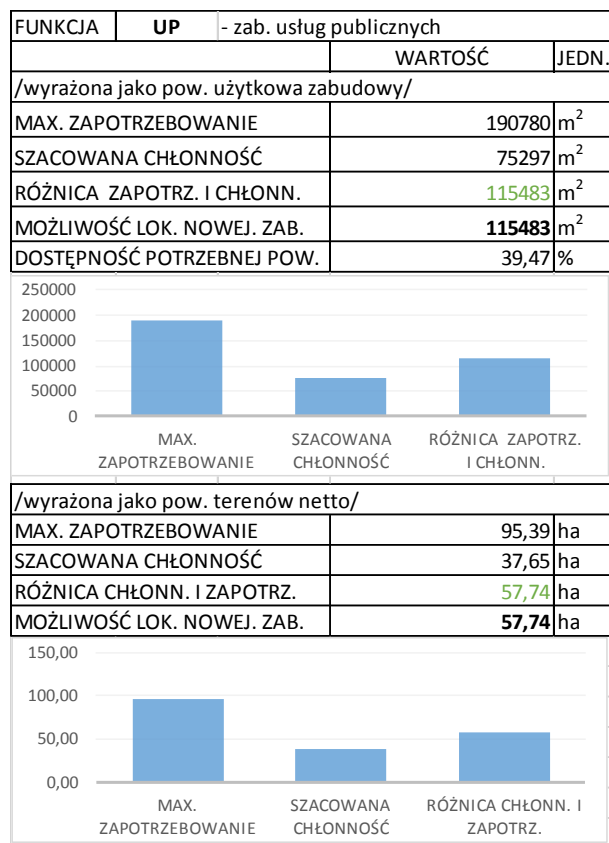 FUNKCJA UP - zab. usług publicznych
WARTOŚĆ JEDN.
/wyrażona jako pow. użytkowa zabudowy/
MAX. ZAPOTRZEBOWANIE 190780 m²
SZACOWANA CHŁONNOŚĆ 75297 m²
RÓŻNICA ZAPOTRZ. I CHŁONN. 115483 m²
MOŻLIWOŚĆ LOK. NOWEJ. ZAB. 115483 m²
DOSTĘPNOŚĆ POTRZEBNEJ POW. 39,47 %
250000
200000
150000
100000
50000
0
MAX. SZACOWANA RÓŻNICA ZAPOTRZ.
ZAPOTRZEBOWANIE CHŁONNOŚĆ I CHŁONN.
/wyrażona jako pow. terenów netto/
MAX. ZAPOTRZEBOWANIE 95,39 ha
SZACOWANA CHŁONNOŚĆ 37,65 ha
RÓŻNICA CHŁONN. I ZAPOTRZ. 57,74 ha
MOŻLIWOŚĆ LOK. NOWEJ. ZAB. 57,74 ha
150,00
100,00
50,00
0,00
MAX. SZACOWANA RÓŻNICA CHŁONN. I
ZAPOTRZEBOWANIE CHŁONNOŚĆ ZAPOTRZ.